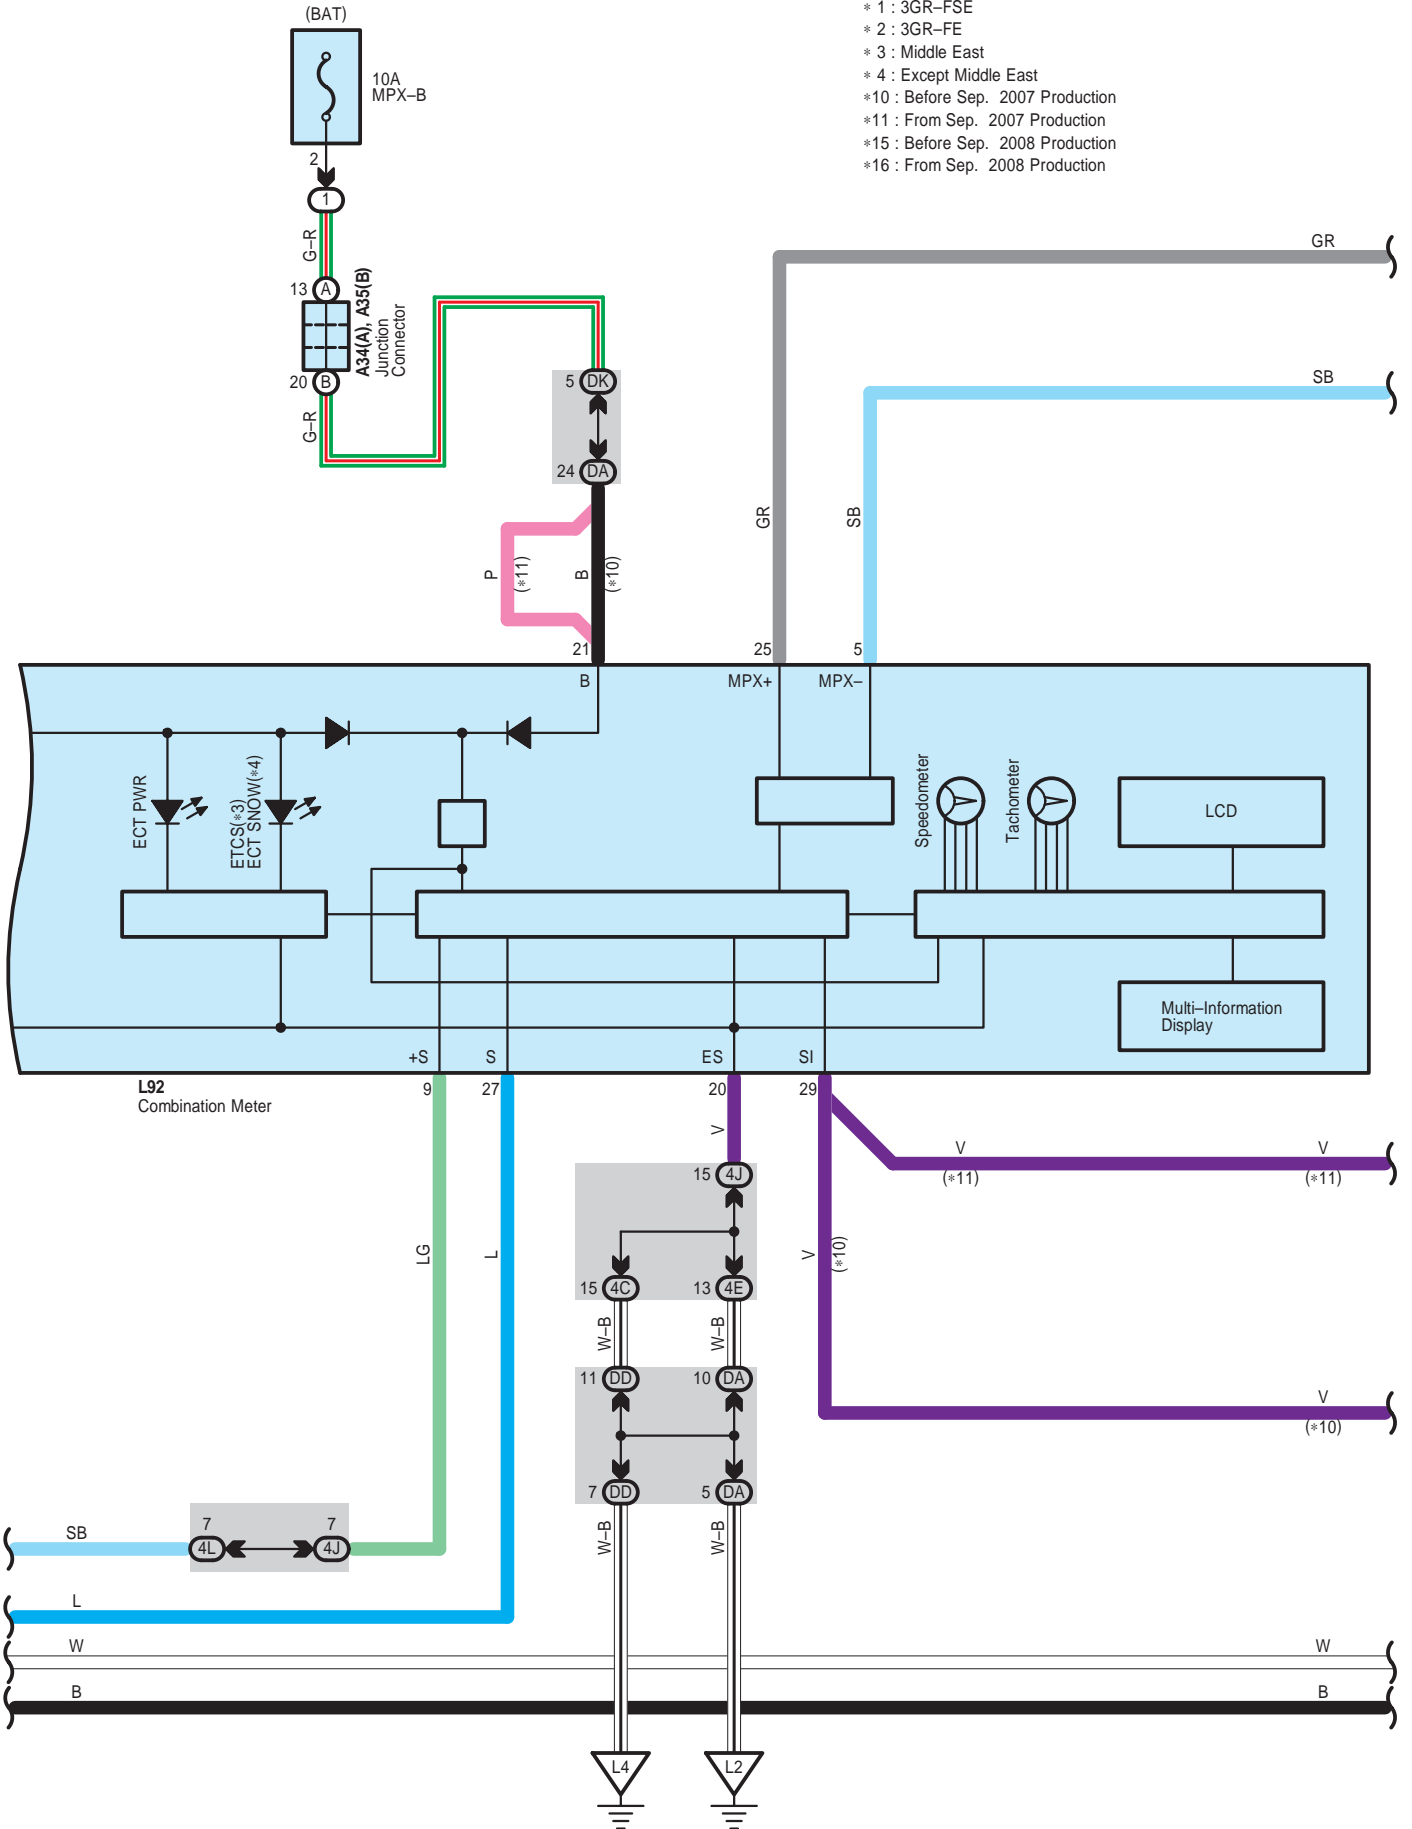 (BAT)
10A
MPX–B
2
1
G–R
13
A
A34(A), A35(B)
Junction
Connector
20
B
G–R
5
DK
24
DA
P
(*11)
B
(*10)
21
* 1 : 3GR–FSE
* 2 : 3GR–FE
* 3 : Middle East
* 4 : Except Middle East
*10 : Before Sep. 2007 Production
*11 : From Sep. 2007 Production
*15 : Before Sep. 2008 Production
*16 : From Sep. 2008 Production
GR
SB
GR
SB
25
5
B
MPX+
MPX–
ECT PWR
ETCS(*3)
ECT SNOW(*4)
Speedometer
Tachometer
LCD
Multi–Information
Display
+S
S
ES
SI
L92
Combination Meter
9
27
20
29
V
V
(*11)
V
(*11)
15
4J
LG
L
V
(*10)
15
4C
13
4E
W–B
W–B
11
DD
10
DA
V
(*10)
7
DD
5
DA
W–B
W–B
SB
7
4L
7
4J
L
W
W
B
B
L4
L2